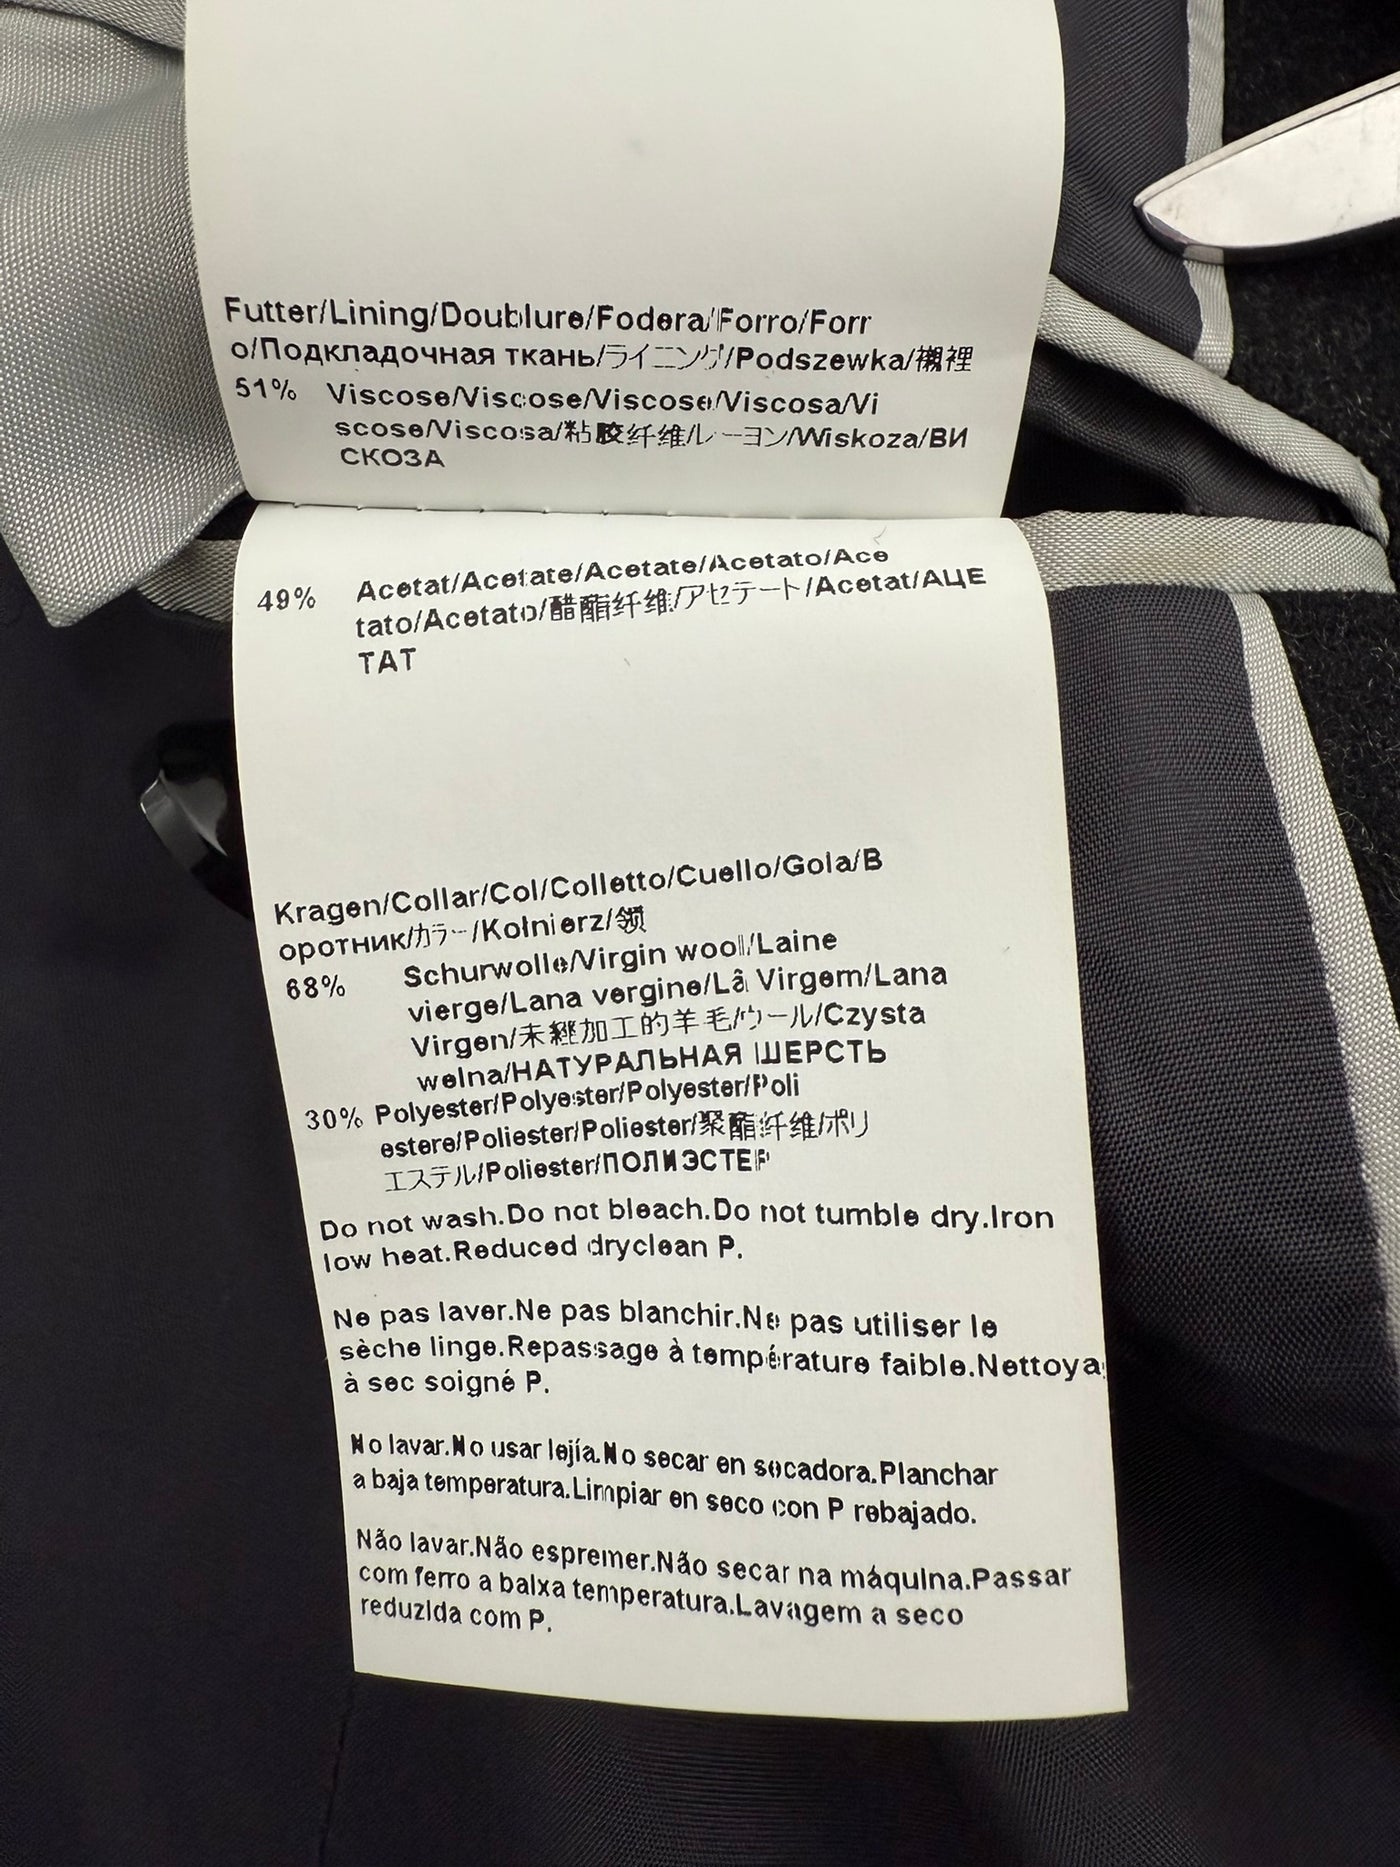 Futter/Lining/Doublure/Fodera/Forro/Forr
o/Подкладочная ткань/ライニング/Podszewka/襯裡
51% Viscose/Viscose/Viscose/Viscosa/Vi
scose/Viscosa/粘胶纤维/レーヨン/Wiskoza/ВИ
СКОЗА
49% Acetat/Acetate/Acetate/Acetato/Ace
tato/Acetato/醋酯纤维/アセテート/Acetat/АЦЕ
ТАТ
Kragen/Collar/Col/Colletto/Cuello/Gola/В
оротник/カラー/Kołnierz/领
68% Schurwolle/Virgin wool/Laine
vierge/Lana vergine/Lã Virgem/Lana
Virgen/未經加工的羊毛/ウール/Czysta
wełna/НАТУРАЛЬНАЯ ШЕРСТЬ
30% Polyester/Polyester/Polyester/Poli
estere/Poliester/Poliester/聚酯纤维/ポリ
エステル/Poliester/ПОЛИЭСТЕР
Do not wash.Do not bleach.Do not tumble dry.Iron
low heat.Reduced dryclean P.
Ne pas laver.Ne pas blanchir.Ne pas utiliser le
sèche linge.Repassage à température faible.Nettoya
à sec soigné P.
No lavar.No usar lejía.No secar en secadora.Planchar
a baja temperatura.Limpiar en seco con P rebajado.
Não lavar.Não espremer.Não secar na máquina.Passar
com ferro a baixa temperatura.Lavagem a seco
reduzida com P.